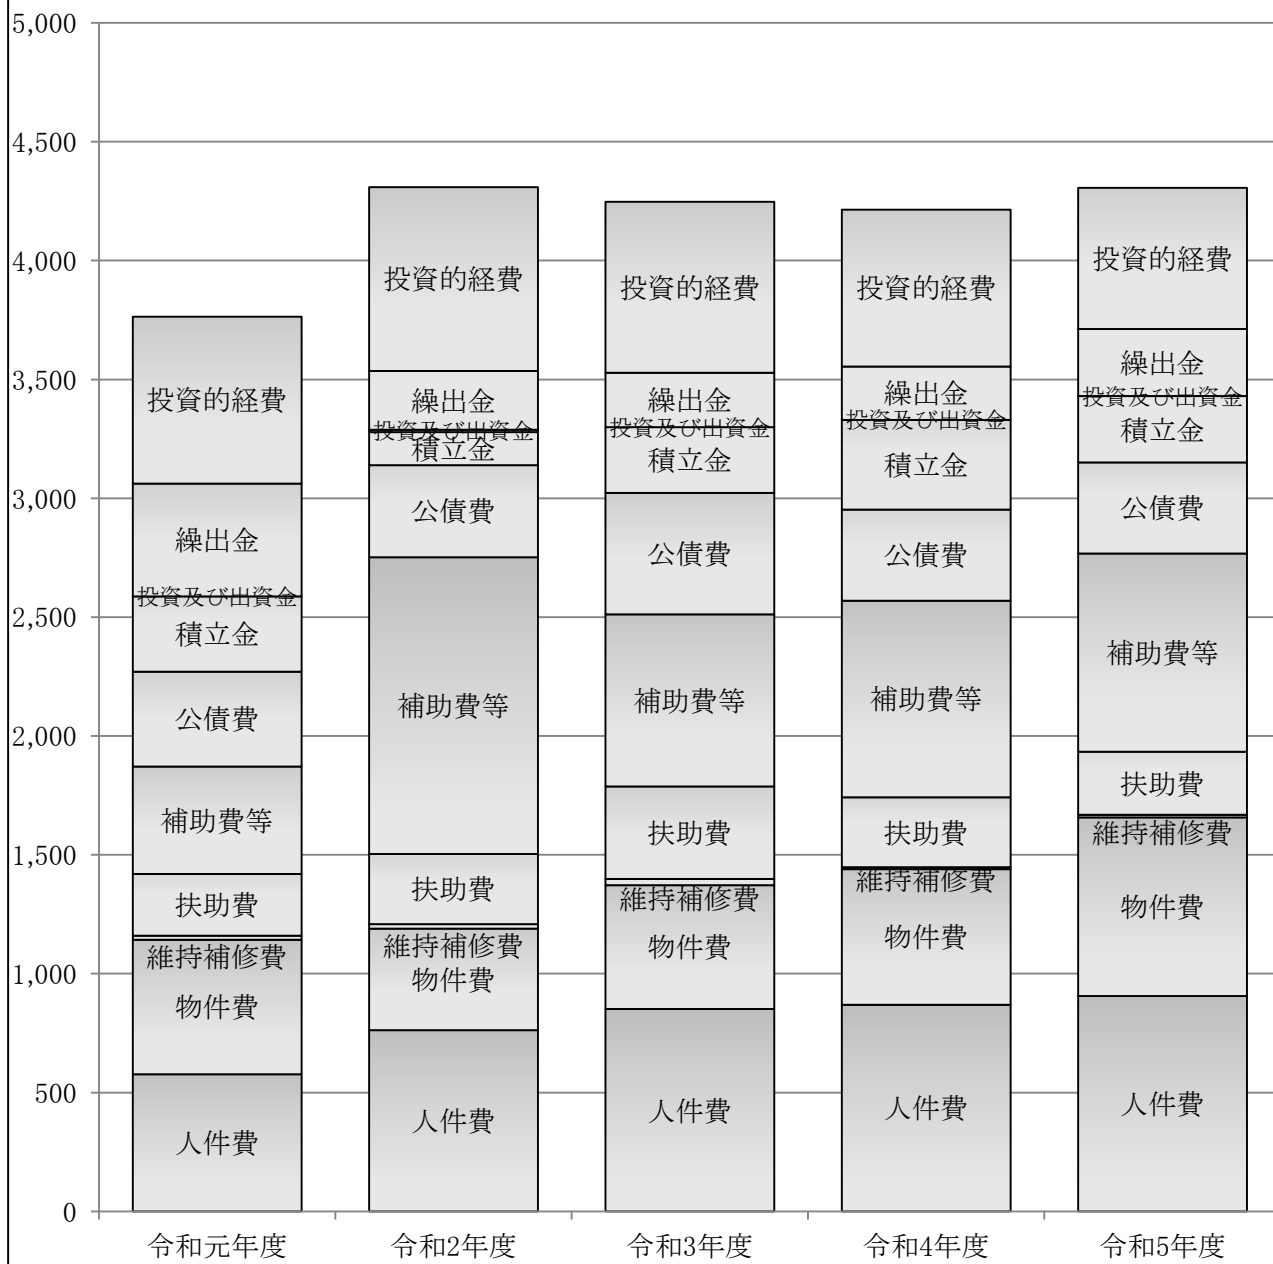 5,000
4,500
4,000
3,500
3,000
2,500
2,000
1,500
1,000
500
0
投資的経費
繰出金
投資及び出資金
積立金
公債費
補助費等
扶助費
維持補修費
物件費
人件費
投資的経費
繰出金
投資及び出資金
積立金
公債費
補助費等
扶助費
維持補修費
物件費
人件費
投資的経費
繰出金
投資及び出資金
積立金
公債費
補助費等
扶助費
維持補修費
物件費
人件費
投資的経費
繰出金
投資及び出資金
積立金
公債費
補助費等
扶助費
維持補修費
物件費
人件費
投資的経費
繰出金
投資及び出資金
積立金
公債費
補助費等
扶助費
維持補修費
物件費
人件費
令和元年度
令和2年度
令和3年度
令和4年度
令和5年度